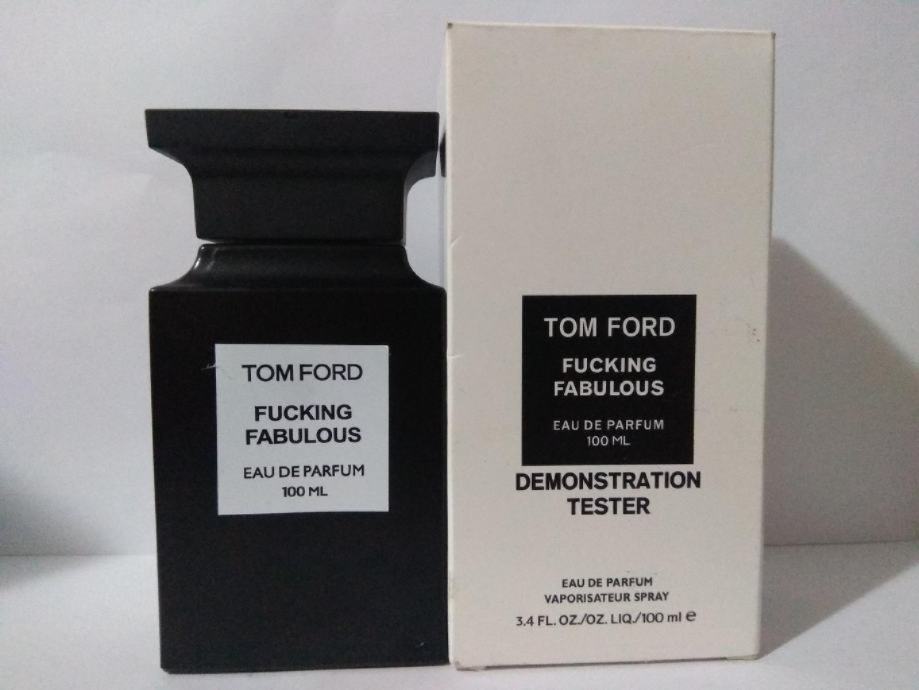 TOM FORD
FUCKING
FABULOUS
EAU DE PARFUM
100 ML
TOM FORD
FUCKING
FABULOUS
EAU DE PARFUM
100 ML
DEMONSTRATION
TESTER
EAU DE PARFUM
VAPORISATEUR SPRAY
3.4 FL. OZ./OZ. LIQ./100 ml ℮